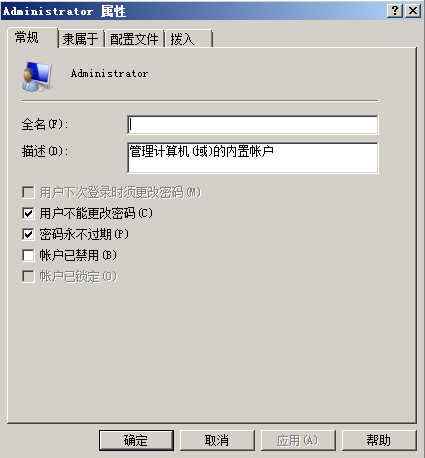 Administrator 属性
常规 隶属于 配置文件 拨入
Administrator
全名(F):
描述(D): 管理计算机(域)的内置帐户
用户下次登录时须更改密码(M)
用户不能更改密码(C)
密码永不过期(P)
帐户已禁用(B)
帐户已锁定(O)
确定 取消 应用(A) 帮助